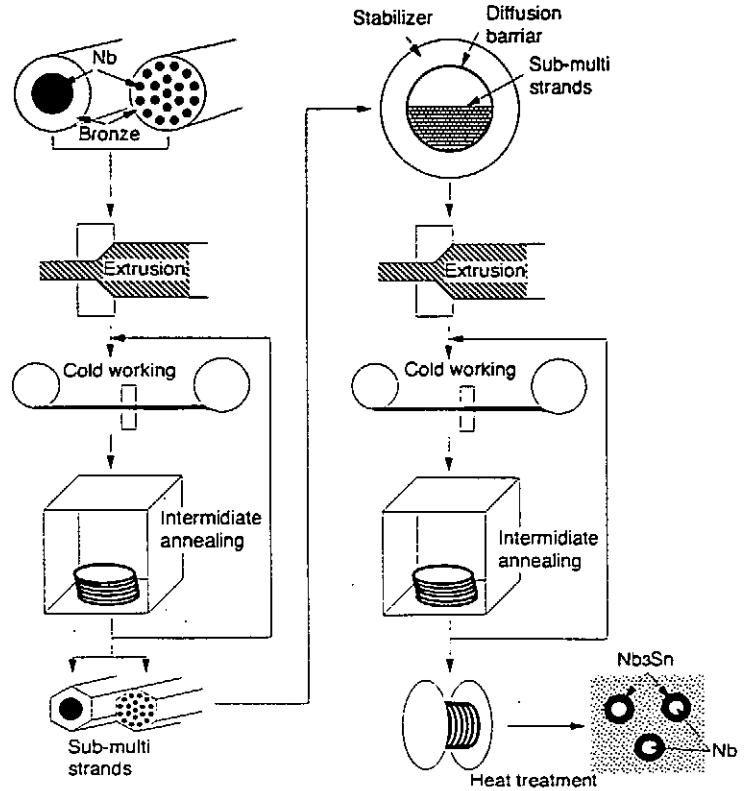 Nb
Bronze
Extrusion
Cold working
Intermidiate
annealing
Sub-multi
strands
Stabilizer
Diffusion
barriar
Sub-multi
strands
Extrusion
Cold working
Intermidiate
annealing
Heat treatment
Nb3Sn
Nb